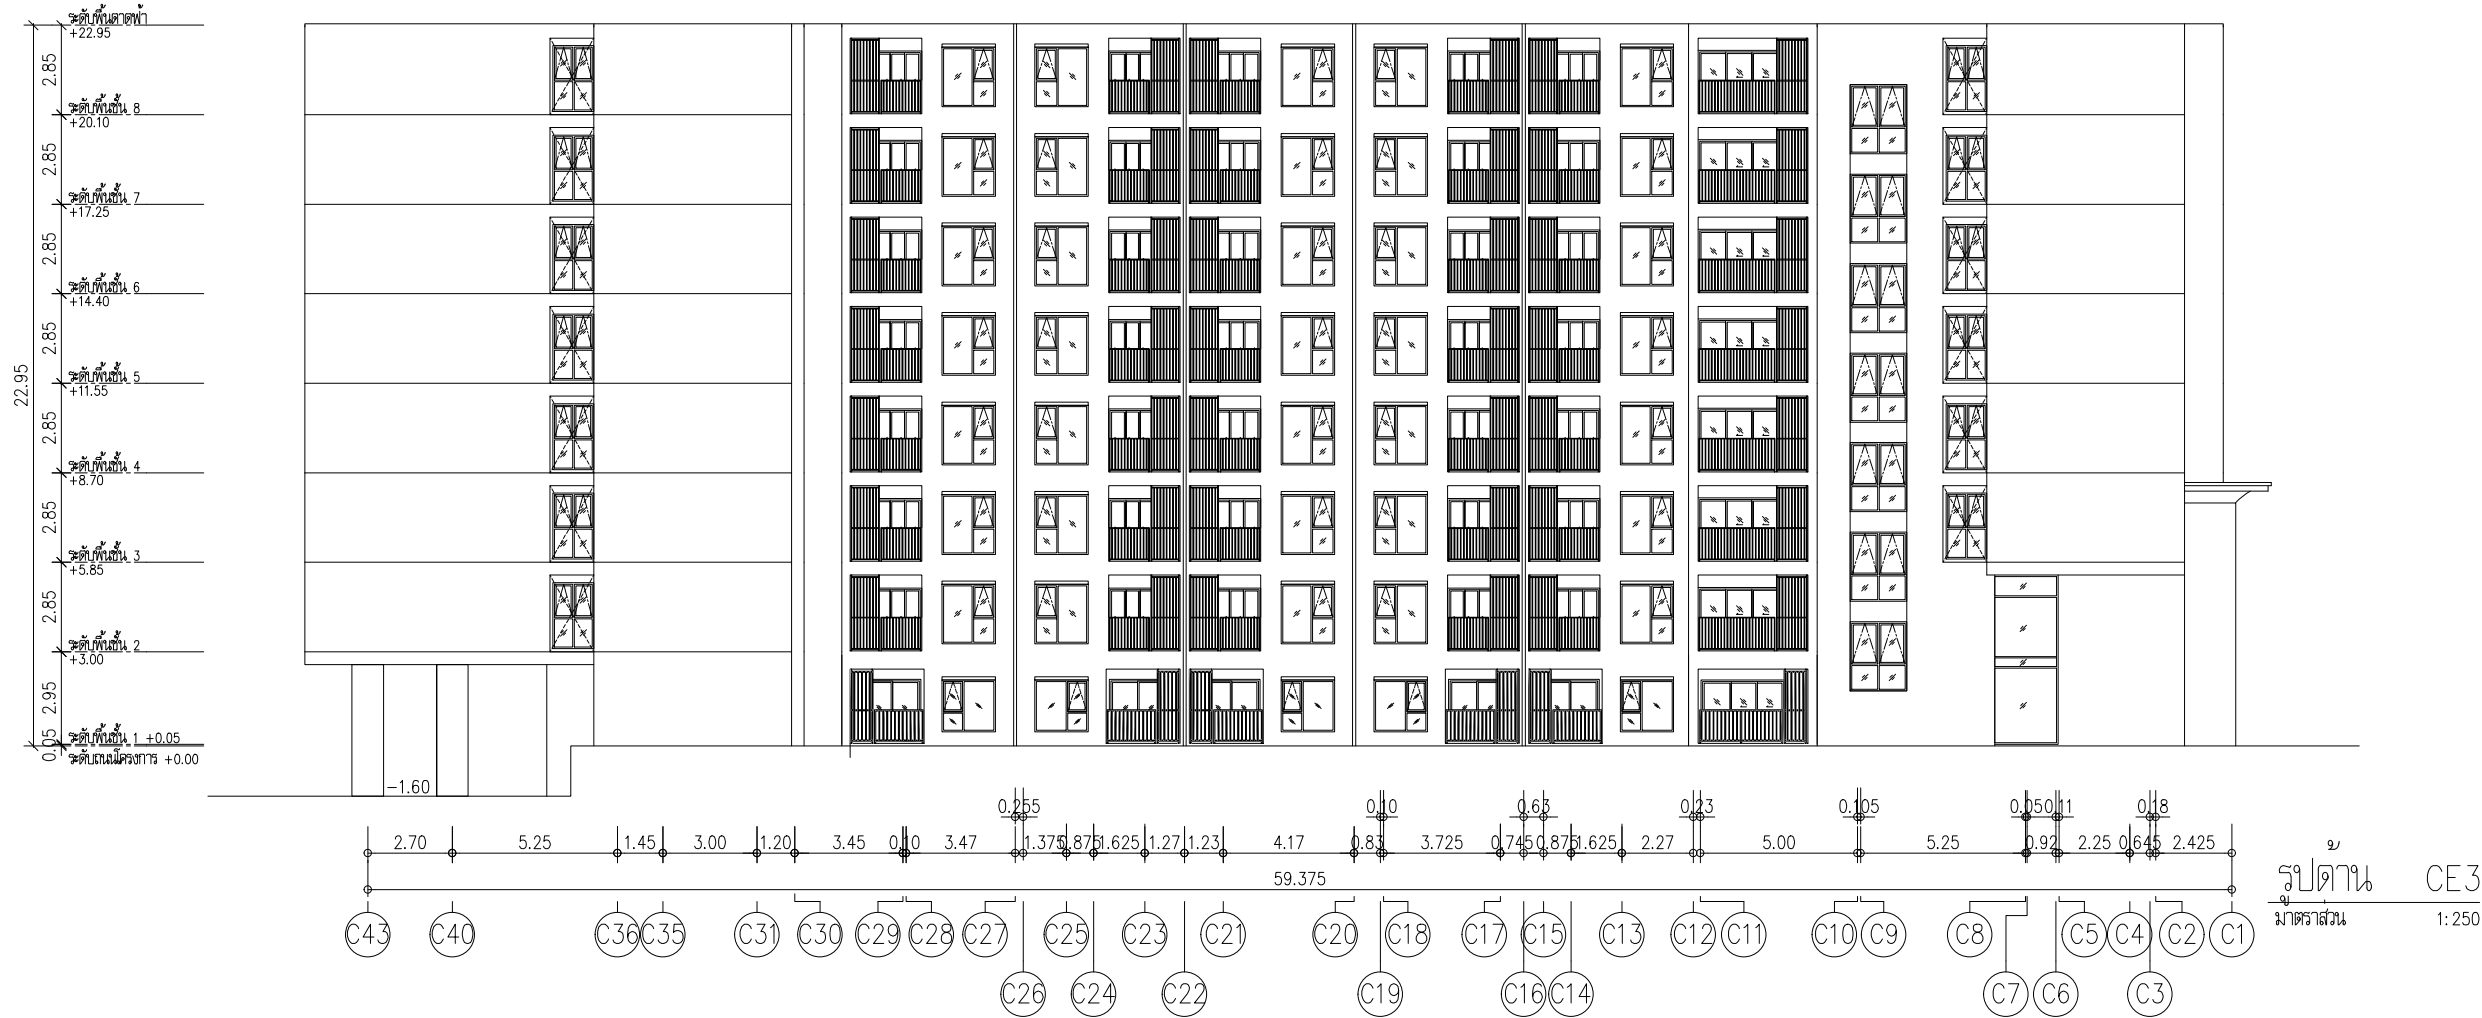 ระดับพื้นดาดฟ้า
+22.95
2.85
ระดับพื้นชั้น 8
+20.10
2.85
ระดับพื้นชั้น 7
+17.25
2.85
ระดับพื้นชั้น 6
+14.40
2.85
ระดับพื้นชั้น 5
+11.55
22.95
2.85
ระดับพื้นชั้น 4
+8.70
2.85
ระดับพื้นชั้น 3
+5.85
2.85
ระดับพื้นชั้น 2
+3.00
2.95
ระดับพื้นชั้น 1 +0.05
0.05
ระดับถนนโครงการ +0.00
-1.60
0.255 0.10 0.63 0.23 0.105 0.05 0.11 0.18
2.70 5.25 1.45 3.00 1.20 3.45 0.10 3.47 1.375 0.875 1.625 1.27 1.23 4.17 0.83 3.725 0.745 0.875 1.625 2.27 5.00 5.25 0.92 2.25 0.645 2.425
59.375
C43 C40 C36 C35 C31 C30 C29 C28 C27 C25 C23 C21 C20 C18 C17 C15 C13 C12 C11 C10 C9 C8 C5 C4 C2 C1
C26 C24 C22 C19 C16 C14 C7 C6 C3
รูปด้าน CE3
มาตราส่วน 1:250